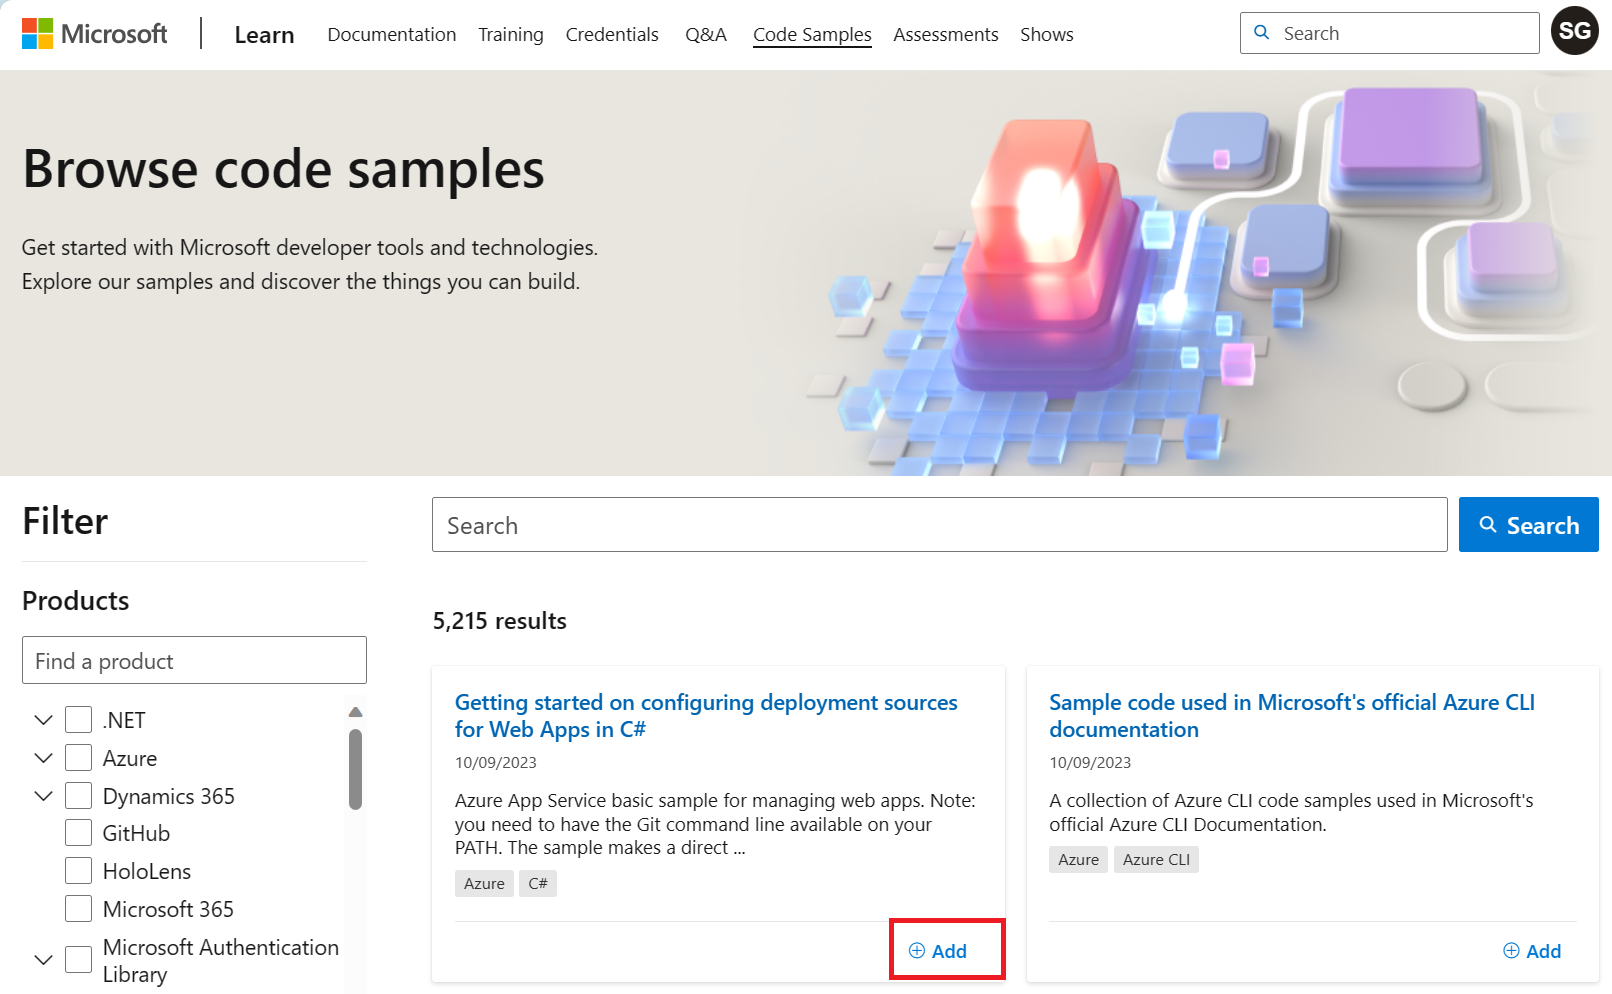 Microsoft
Learn
Documentation
Training
Credentials
Q&A
Code Samples
Assessments
Shows
Search
SG
Browse code samples
Get started with Microsoft developer tools and technologies.
Explore our samples and discover the things you can build.
Filter
Products
Find a product
.NET
Azure
Dynamics 365
GitHub
HoloLens
Microsoft 365
Microsoft Authentication
Library
Search
Search
5,215 results
Getting started on configuring deployment sources
for Web Apps in C#
10/09/2023
Azure App Service basic sample for managing web apps. Note:
you need to have the Git command line available on your
PATH. The sample makes a direct ...
Azure
C#
Add
Sample code used in Microsoft's official Azure CLI
documentation
10/09/2023
A collection of Azure CLI code samples used in Microsoft's
official Azure CLI Documentation.
Azure
Azure CLI
Add